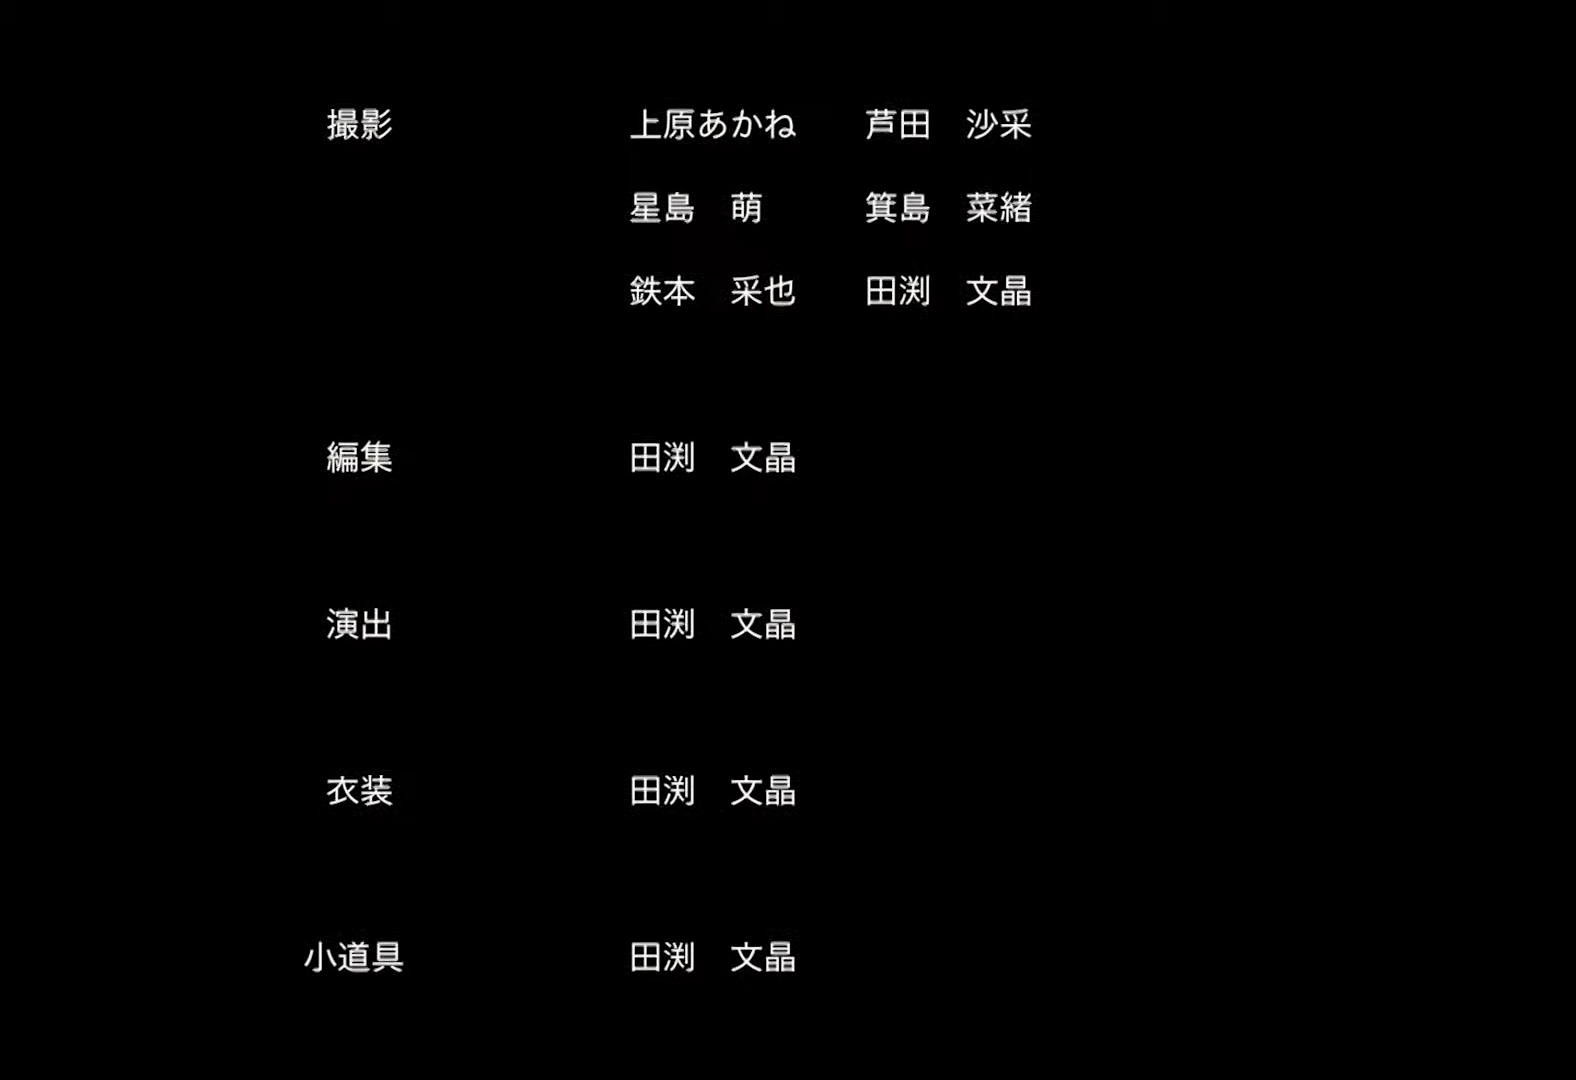 撮影　上原あかね　芦田　沙采
星島　萌　箕島　菜緒
鉄本　采也　田渕　文晶
編集　田渕　文晶
演出　田渕　文晶
衣装　田渕　文晶
小道具　田渕　文晶